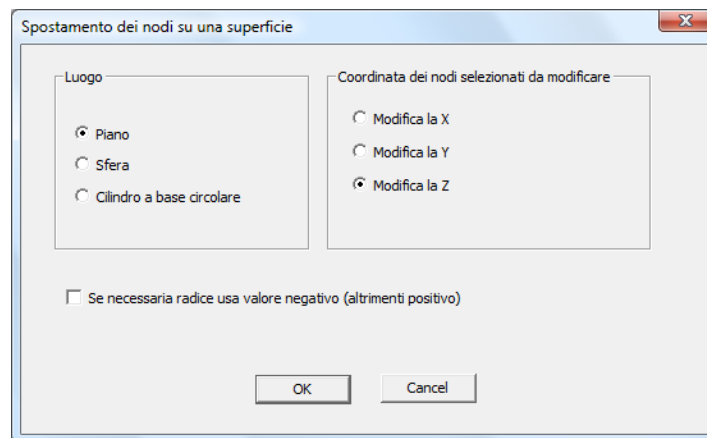 Spostamento dei nodi su una superficie
Luogo
Piano
Sfera
Cilindro a base circolare
Coordinata dei nodi selezionati da modificare
Modifica la X
Modifica la Y
Modifica la Z
Se necessaria radice usa valore negativo (altrimenti positivo)
OK
Cancel